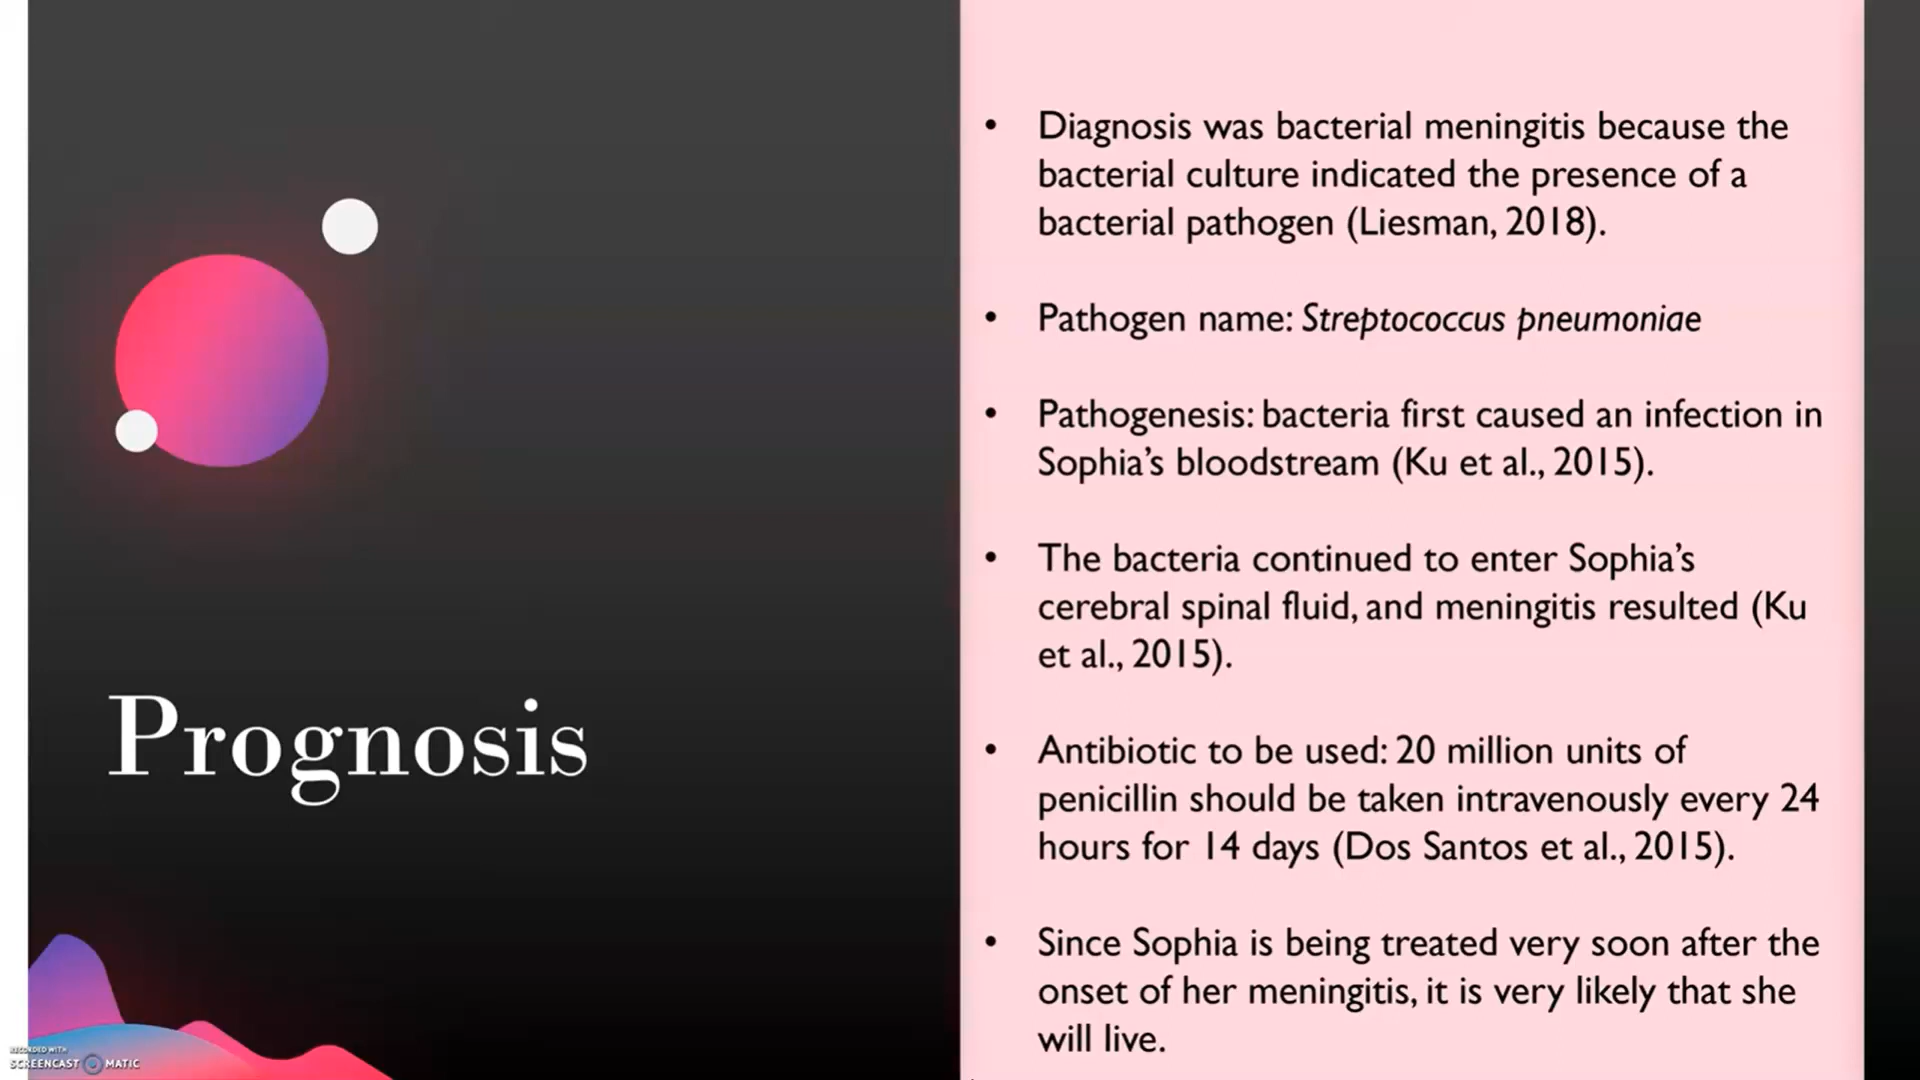 Prognosis
• Diagnosis was bacterial meningitis because the
bacterial culture indicated the presence of a
bacterial pathogen (Liesman, 2018).
• Pathogen name: Streptococcus pneumoniae
• Pathogenesis: bacteria first caused an infection in
Sophia’s bloodstream (Ku et al., 2015).
• The bacteria continued to enter Sophia’s
cerebral spinal fluid, and meningitis resulted (Ku
et al., 2015).
• Antibiotic to be used: 20 million units of
penicillin should be taken intravenously every 24
hours for 14 days (Dos Santos et al., 2015).
• Since Sophia is being treated very soon after the
onset of her meningitis, it is very likely that she
will live.
RECORDED WITH
SCREENCAST MATIC